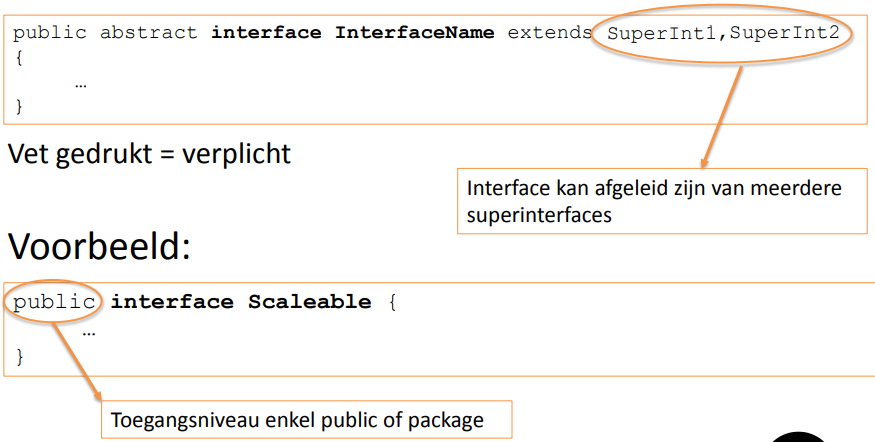 public abstract interface InterfaceName extends SuperInt1,SuperInt2
{
…
}
Vet gedrukt = verplicht
Interface kan afgeleid zijn van meerdere
superinterfaces
Voorbeeld:
public interface Scaleable {
…
}
Toegangsniveau enkel public of package